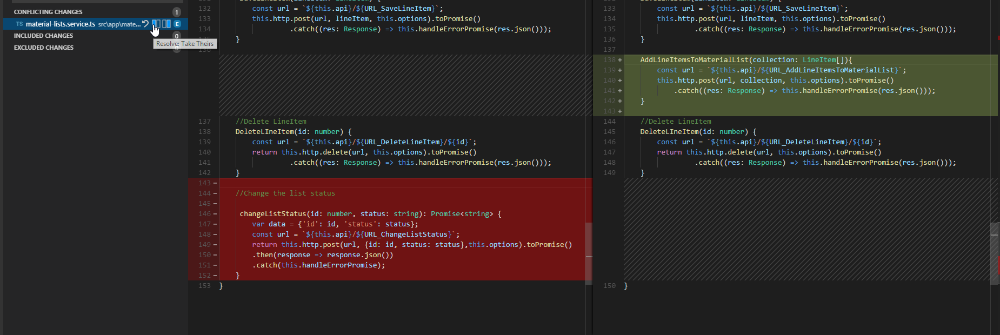 CONFLICTING CHANGES 1
TS material-lists.service.ts src\app\mate... E
Resolve: Take Theirs
INCLUDED CHANGES 0
EXCLUDED CHANGES
132 const url = `${this.api}/${URL_SaveLineItem}`;
133 this.http.post(url, lineItem, this.options).toPromise()
134 .catch((res: Response) => this.handleErrorPromise(res.json()));
}
136
137 //Delete LineItem
138 DeleteLIneItem(id: number) {
139 const url = `${this.api}/${URL_DeleteLineItem}/${id}`;
140 return this.http.delete(url, this.options).toPromise()
141 .catch((res: Response) => this.handleErrorPromise(res.json()));
142 }
143 -
144 - //Change the list status
145 -
146 - changeListStatus(id: number, status: string): Promise<string> {
147 - var data = {'id': id, 'status': status};
148 - const url = `${this.api}/${URL_ChangeListStatus}`;
149 - return this.http.post(url, {id: id, status: status},this.options).toPromise()
150 - .then(response => response.json())
151 - .catch(this.handleErrorPromise);
152 - }
153 }
133 const url = `${this.api}/${URL_SaveLineItem}`;
134 this.http.post(url, lineItem, this.options).toPromise()
135 .catch((res: Response) => this.handleErrorPromise(res.json()));
136 }
137
138 + AddLineItemsToMaterialList(collection: LineItem[]){
139 + const url = `${this.api}/${URL_AddLineItemsToMaterialList}`;
140 + this.http.post(url, collection, this.options).toPromise()
141 + .catch((res: Response) => this.handleErrorPromise(res.json()));
142 + }
143 +
144 //Delete LineItem
145 DeleteLIneItem(id: number) {
146 const url = `${this.api}/${URL_DeleteLineItem}/${id}`;
147 return this.http.delete(url, this.options).toPromise()
148 .catch((res: Response) => this.handleErrorPromise(res.json()));
149 }
150 }